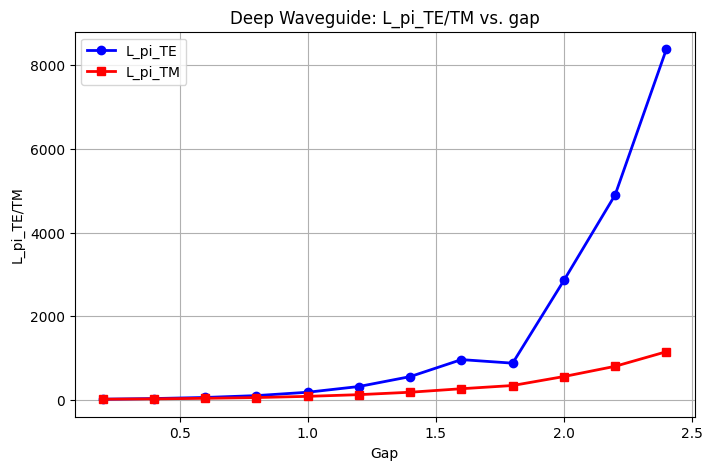 Deep Waveguide: L_pi_TE/TM vs. gap
L_pi_TE
L_pi_TM
8000
6000
4000
2000
0
L_pi_TE/TM
0.5
1.0
1.5
2.0
2.5
Gap